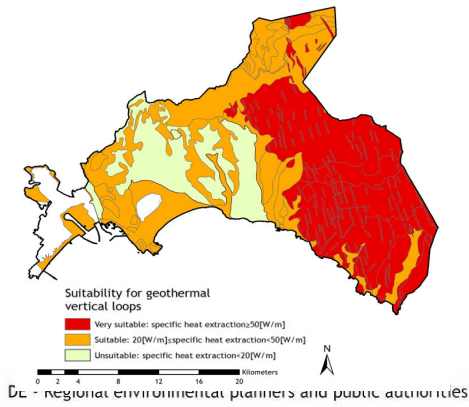 Suitability for geothermal
vertical loops
Very suitable: specific heat extraction≥50[W/m]
Suitable: 20[W/m]≤specific heat extraction<50[W/m]
Unsuitable: specific heat extraction<20[W/m]
N
Kilometers
0 2 4 8 12 16 20
DE - Regional environmental planners and public authorities